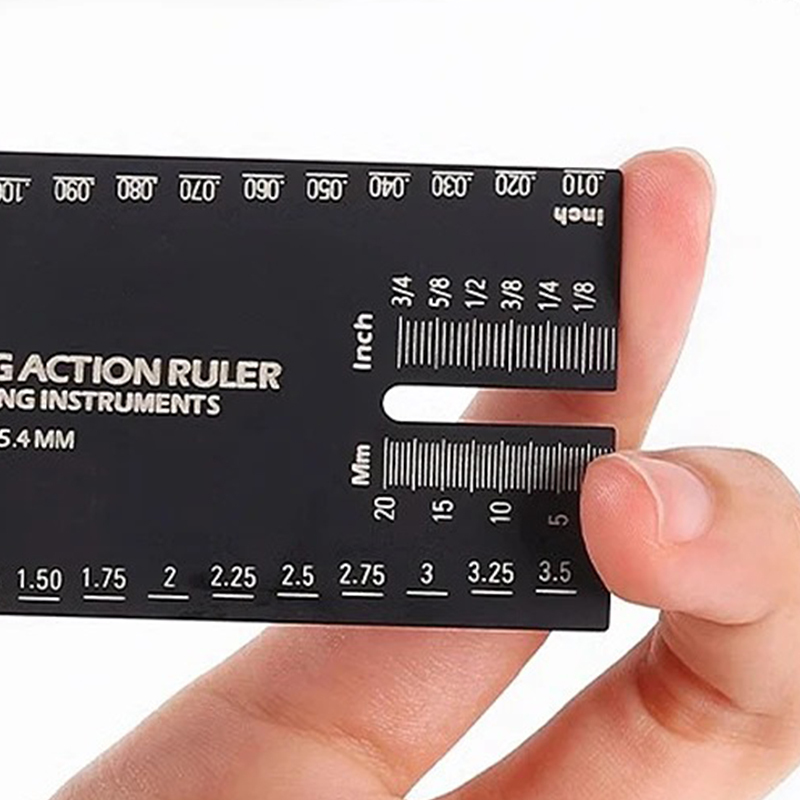 .100 .090 .080 .070 .060 .050 .040 .030 .020 .010
inch
3/4 5/8 1/2 3/8 1/4 1/8
Inch
G ACTION RULER
NG INSTRUMENTS
5.4 MM
Mm
20 15 10 5
1.50 1.75 2 2.25 2.5 2.75 3 3.25 3.5